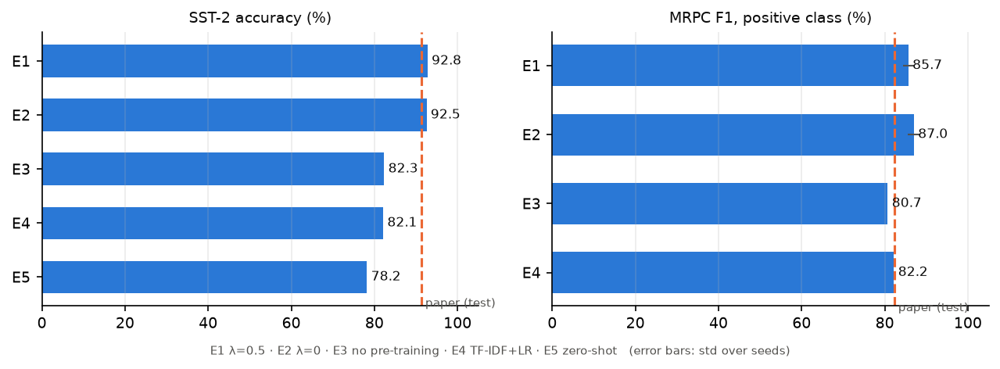 SST-2 accuracy (%)
E1
92.8
E2
92.5
E3
82.3
E4
82.1
E5
78.2
paper (test)
0 20 40 60 80 100
MRPC F1, positive class (%)
E1
85.7
E2
87.0
E3
80.7
E4
82.2
paper (test)
0 20 40 60 80 100
E1 λ=0.5 · E2 λ=0 · E3 no pre-training · E4 TF-IDF+LR · E5 zero-shot (error bars: std over seeds)